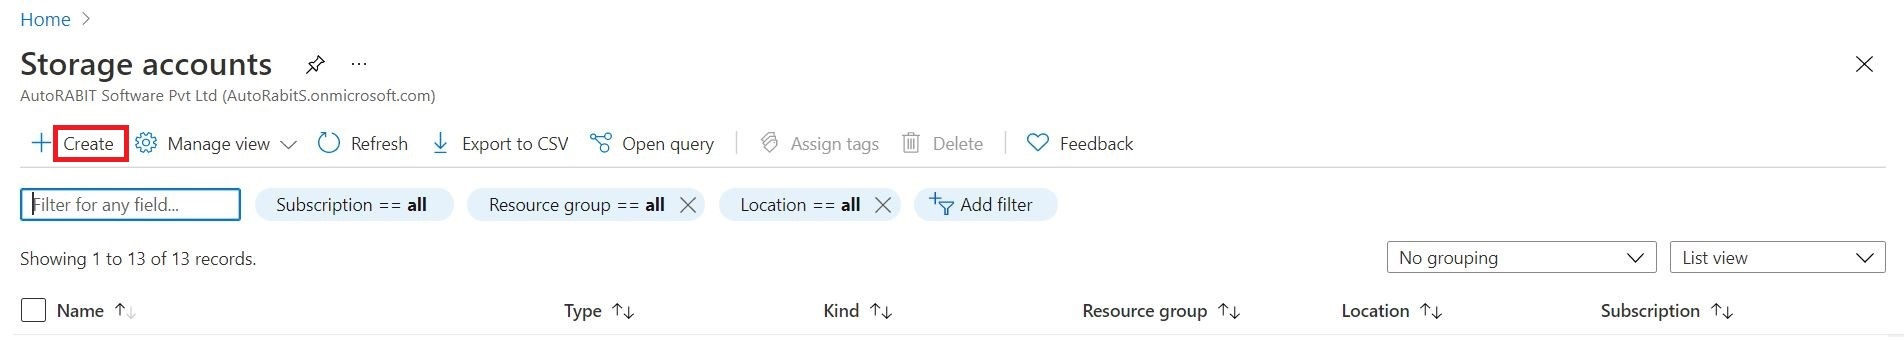 Home >
Storage accounts ...
AutoRABIT Software Pvt Ltd (AutoRabitS.onmicrosoft.com)
+ Create Manage view Refresh Export to CSV Open query Assign tags Delete Feedback
Filter for any field... Subscription == all Resource group == all Location == all Add filter
Showing 1 to 13 of 13 records. No grouping List view
Name Type Kind Resource group Location Subscription